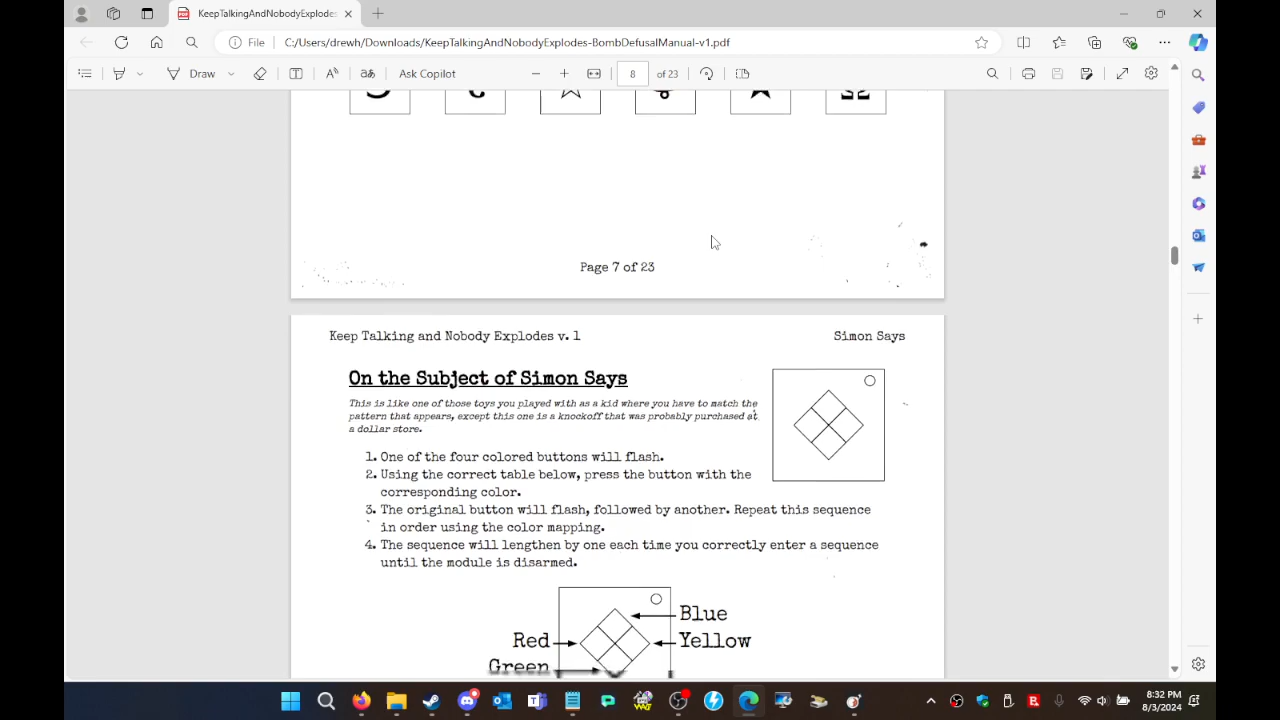 KeepTalkingAndNobodyExplodes
File
C:/Users/drewh/Downloads/KeepTalkingAndNobodyExplodes-BombDefusalManual-v1.pdf
Draw
Ask Copilot
8
of 23
Page 7 of 23
Keep Talking and Nobody Explodes v. 1
Simon Says
On the Subject of Simon Says
This is like one of those toys you played with as a kid where you have to match the
pattern that appears, except this one is a knockoff that was probably purchased at
a dollar store.
1. One of the four colored buttons will flash.
2. Using the correct table below, press the button with the
corresponding color.
3. The original button will flash, followed by another. Repeat this sequence
in order using the color mapping.
4. The sequence will lengthen by one each time you correctly enter a sequence
until the module is disarmed.
Blue
Red
Yellow
Green
8:32 PM
8/3/2024